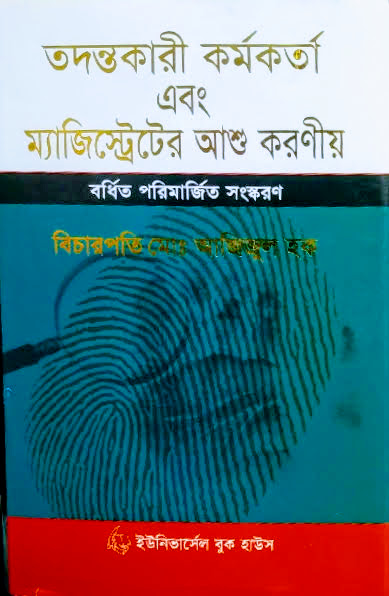 তদন্তকারী কর্মকর্তা
এবং
ম্যাজিস্ট্রেটের আশু করণীয়
বর্ধিত পরিমার্জিত সংস্করণ
বিচারপতি মোঃ আজিজুল হক
ইউনিভার্সেল বুক হাউস